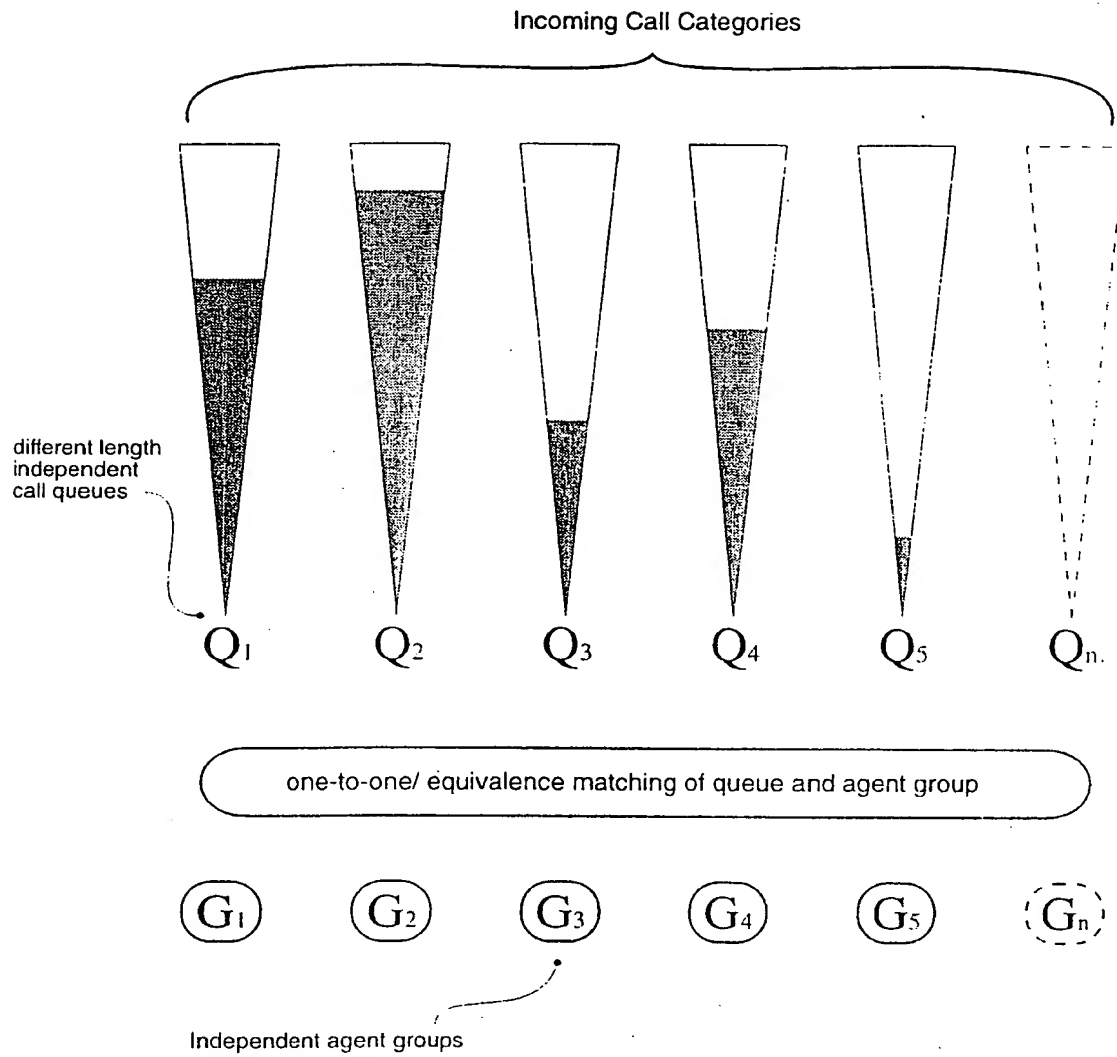 Incoming Call Categories
different length
independent
call queues
Q1 Q2 Q3 Q4 Q5 Qn.
one-to-one/ equivalence matching of queue and agent group
G1 G2 G3 G4 G5 Gn
Independent agent groups